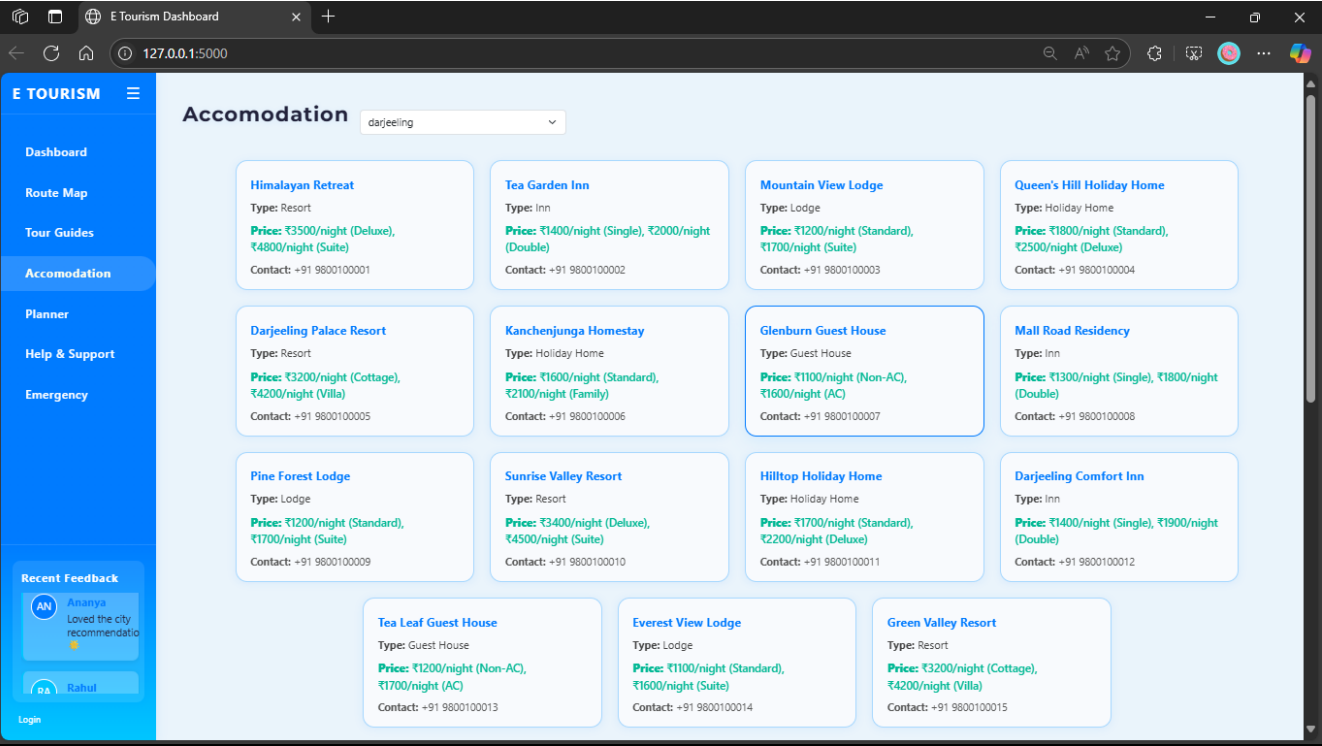 E Tourism Dashboard
127.0.0.1:5000
E TOURISM
Dashboard
Route Map
Tour Guides
Accomodation
Planner
Help & Support
Emergency
Recent Feedback
AN
Ananya
Loved the city
recommendatio
RA
Rahul
Login
Accomodation
darjeeling
Himalayan Retreat
Type: Resort
Price: ₹3500/night (Deluxe),
₹4800/night (Suite)
Contact: +91 9800100001
Tea Garden Inn
Type: Inn
Price: ₹1400/night (Single), ₹2000/night
(Double)
Contact: +91 9800100002
Mountain View Lodge
Type: Lodge
Price: ₹1200/night (Standard),
₹1700/night (Suite)
Contact: +91 9800100003
Queen's Hill Holiday Home
Type: Holiday Home
Price: ₹1800/night (Standard),
₹2500/night (Deluxe)
Contact: +91 9800100004
Darjeeling Palace Resort
Type: Resort
Price: ₹3200/night (Cottage),
₹4200/night (Villa)
Contact: +91 9800100005
Kanchenjunga Homestay
Type: Holiday Home
Price: ₹1600/night (Standard),
₹2100/night (Family)
Contact: +91 9800100006
Glenburn Guest House
Type: Guest House
Price: ₹1100/night (Non-AC),
₹1600/night (AC)
Contact: +91 9800100007
Mall Road Residency
Type: Inn
Price: ₹1300/night (Single), ₹1800/night
(Double)
Contact: +91 9800100008
Pine Forest Lodge
Type: Lodge
Price: ₹1200/night (Standard),
₹1700/night (Suite)
Contact: +91 9800100009
Sunrise Valley Resort
Type: Resort
Price: ₹3400/night (Deluxe),
₹4500/night (Suite)
Contact: +91 9800100010
Hilltop Holiday Home
Type: Holiday Home
Price: ₹1700/night (Standard),
₹2200/night (Deluxe)
Contact: +91 9800100011
Darjeeling Comfort Inn
Type: Inn
Price: ₹1400/night (Single), ₹1900/night
(Double)
Contact: +91 9800100012
Tea Leaf Guest House
Type: Guest House
Price: ₹1200/night (Non-AC),
₹1700/night (AC)
Contact: +91 9800100013
Everest View Lodge
Type: Lodge
Price: ₹1100/night (Standard),
₹1600/night (Suite)
Contact: +91 9800100014
Green Valley Resort
Type: Resort
Price: ₹3200/night (Cottage),
₹4200/night (Villa)
Contact: +91 9800100015